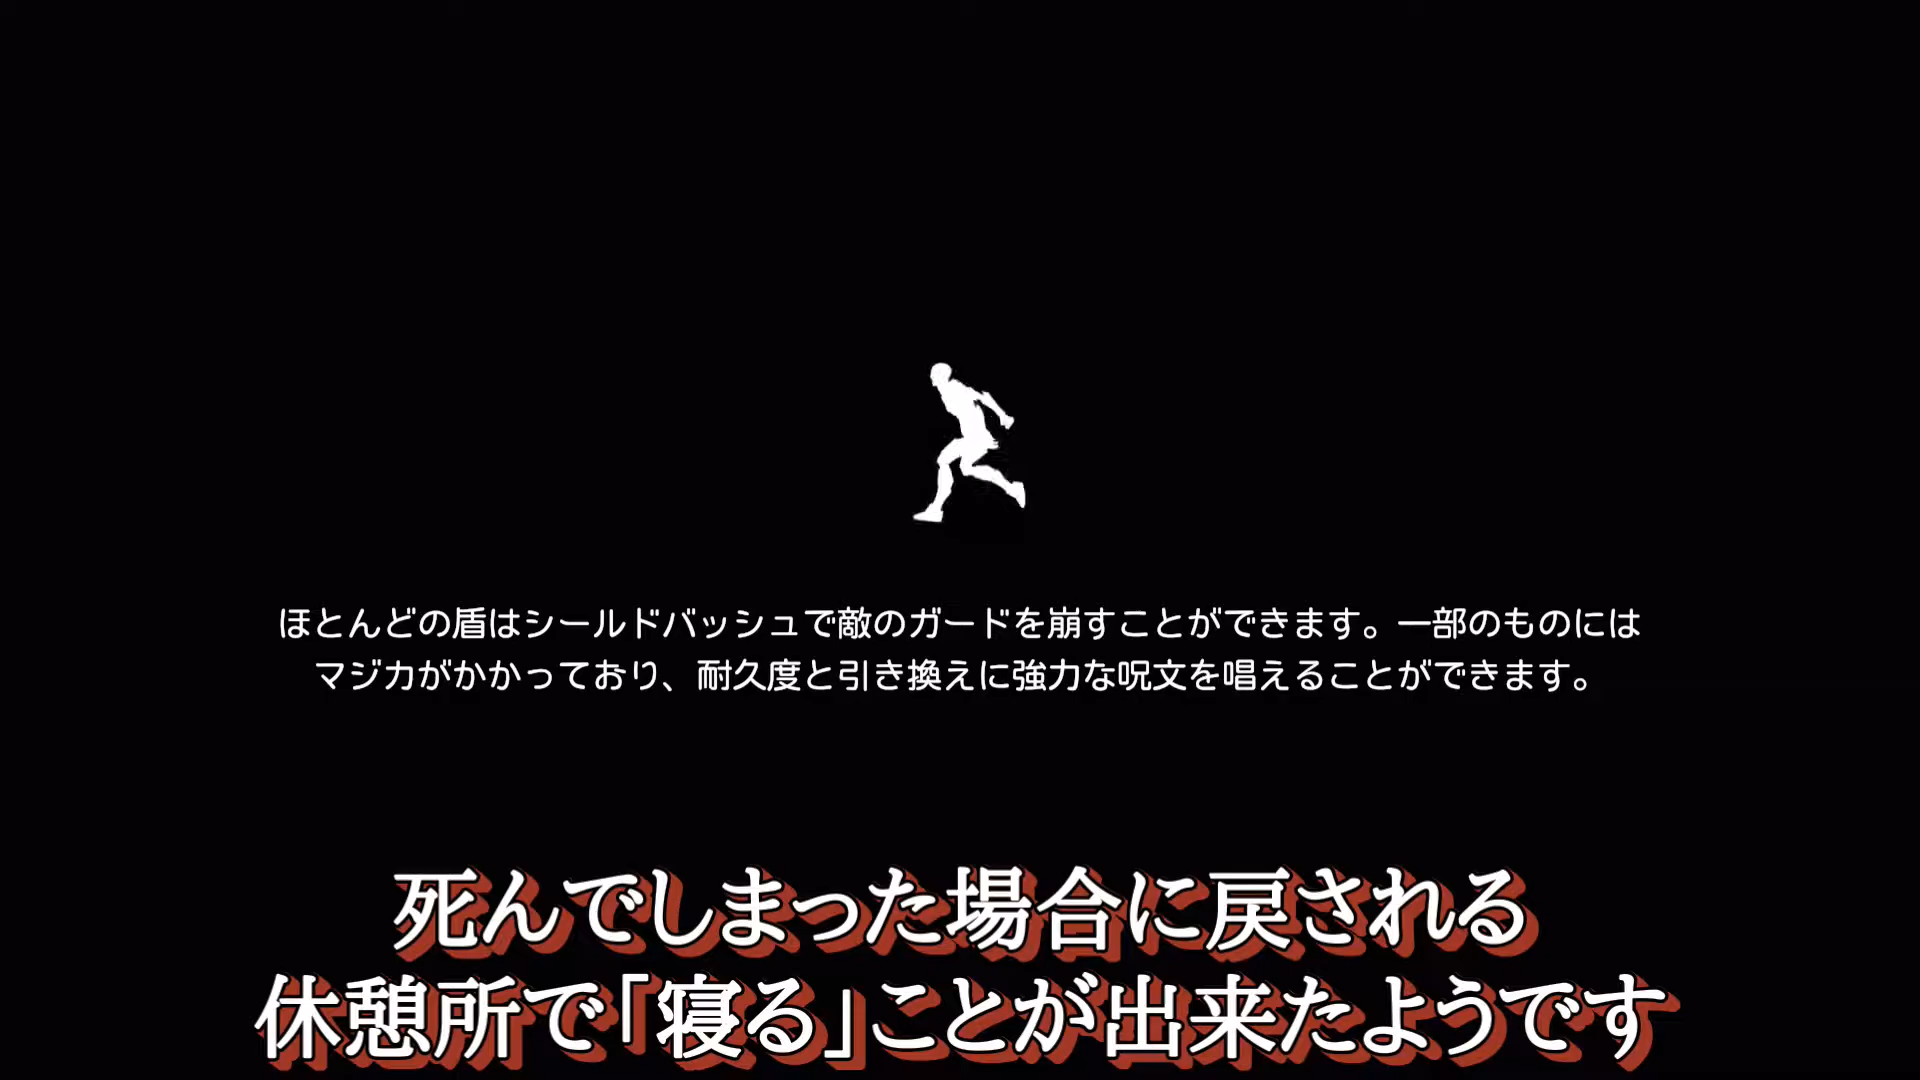 ほとんどの盾はシールドバッシュで敵のガードを崩すことができます。一部のものには
マジカがかかっており、耐久度と引き換えに強力な呪文を唱えることができます。
死んでしまった場合に戻される
休憩所で「寝る」ことが出来たようです